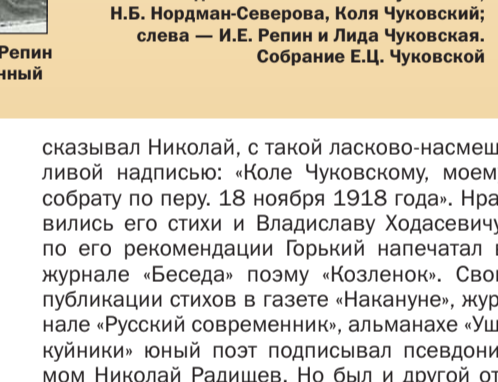 Н.Б. Нордман-Северова, Коля Чуковский;
слева — И.Е. Репин и Лида Чуковская.
Собрание Е.Ц. Чуковской
Репин
нный
сказывал Николай, с такой ласково-насмеш
ливой надписью: «Коле Чуковскому, моем
собрату по перу. 18 ноября 1918 года». Нра
вились его стихи и Владиславу Ходасевичу
по его рекомендации Горький напечатал
журнале «Беседа» поэму «Козленок». Сво
публикации стихов в газете «Накануне», жур
нале «Русский современник», альманахе «Уш
куйники» юный поэт подписывал псевдони
мом Николай Радищев. Но был и другой от